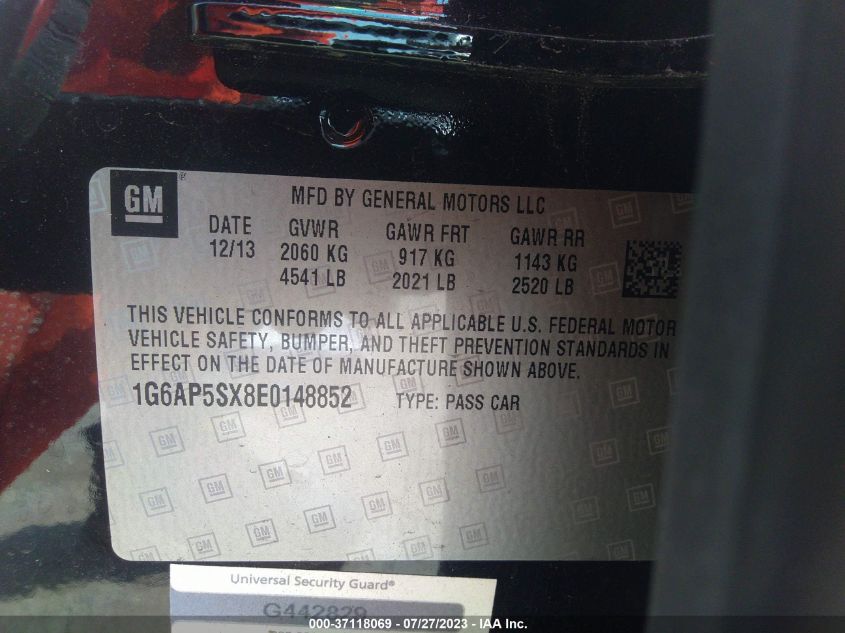 GM
MFD BY GENERAL MOTORS LLC
DATE GVWR GAWR FRT GAWR RR
12/13 2060 KG 917 KG 1143 KG
4541 LB 2021 LB 2520 LB
THIS VEHICLE CONFORMS TO ALL APPLICABLE U.S. FEDERAL MOTOR
VEHICLE SAFETY, BUMPER, AND THEFT PREVENTION STANDARDS IN
EFFECT ON THE DATE OF MANUFACTURE SHOWN ABOVE.
1G6AP5SX8E0148852 TYPE: PASS CAR
Universal Security Guard®
G442829
000-37118069 - 07/27/2023 - IAA Inc.